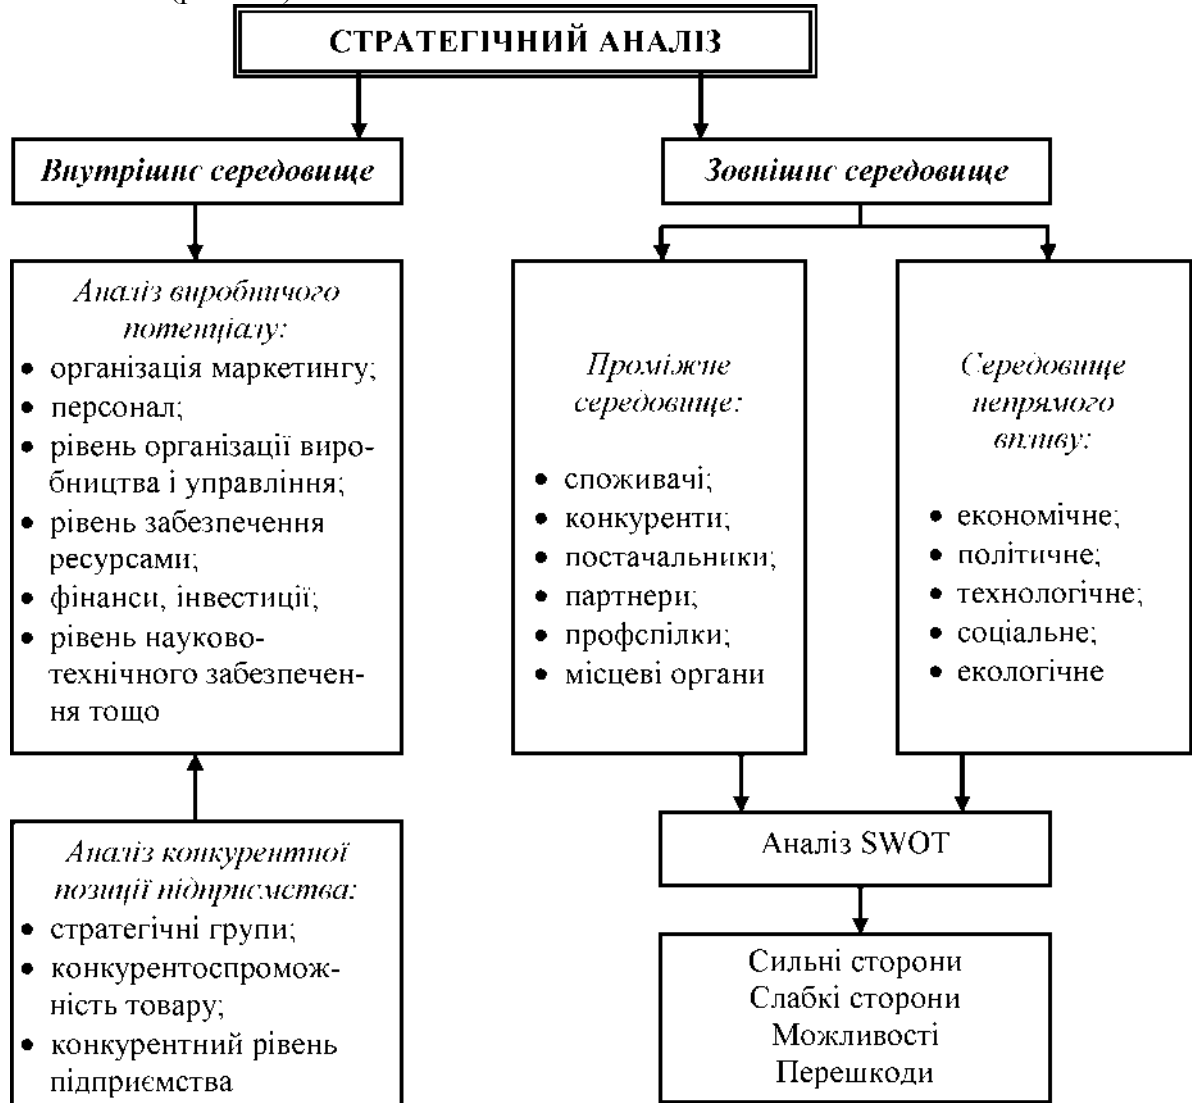 СТРАТЕГІЧНИЙ АНАЛІЗ
Внутрішнє середовище
Зовнішнє середовище
Аналіз виробничого
потенціалу:
• організація маркетингу;
• персонал;
• рівень організації виро-
бництва і управління;
• рівень забезпечення
ресурсами;
• фінанси, інвестиції;
• рівень науково-
технічного забезпечен-
ня тощо
Проміжне
середовище:
• споживачі;
• конкуренти;
• постачальники;
• партнери;
• профспілки;
• місцеві органи
Середовище
непрямого
впливу:
• економічне;
• політичне;
• технологічне;
• соціальне;
• екологічне
Аналіз конкурентної
позиції підприємства:
• стратегічні групи;
• конкурентоспромож-
ність товару;
• конкурентний рівень
підприємства
Аналіз SWOT
Сильні сторони
Слабкі сторони
Можливості
Перешкоди